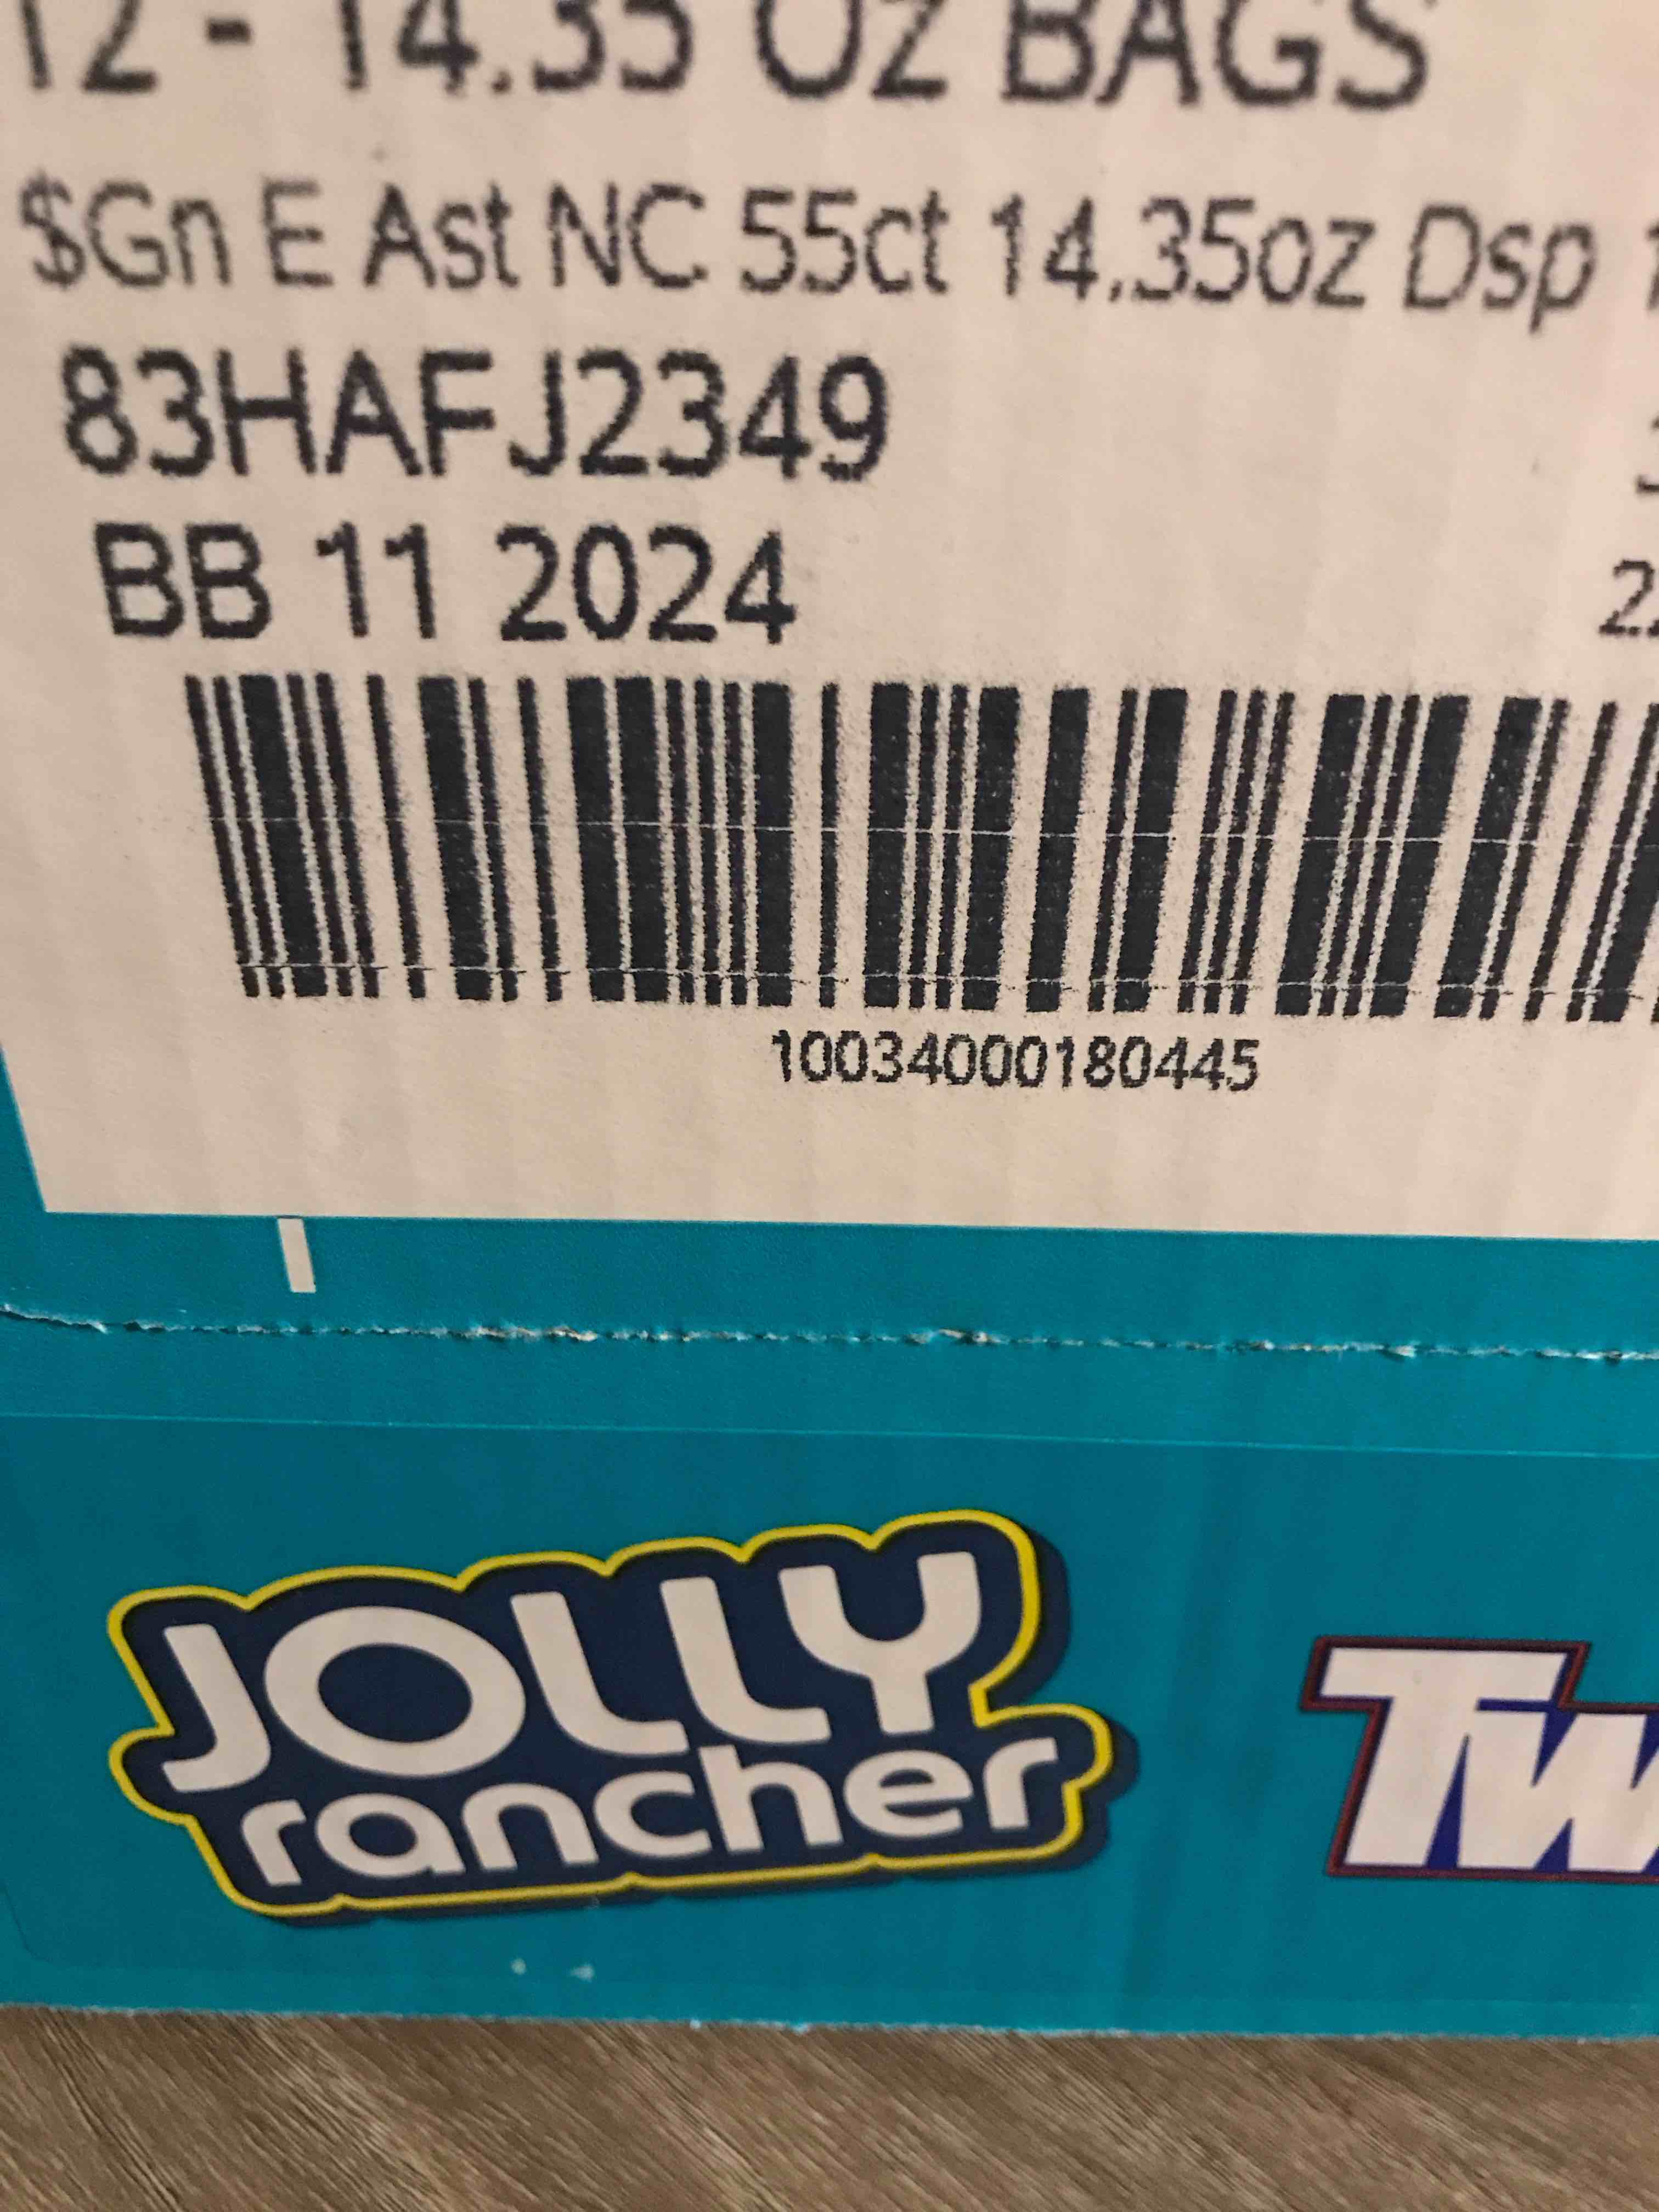 12 - 14.35 OZ BAGS
$Gn E Ast NC 55ct 14.35oz Dsp
83HAFJ2349
BB 11 2024
10034000180445
JOLLY
rancher